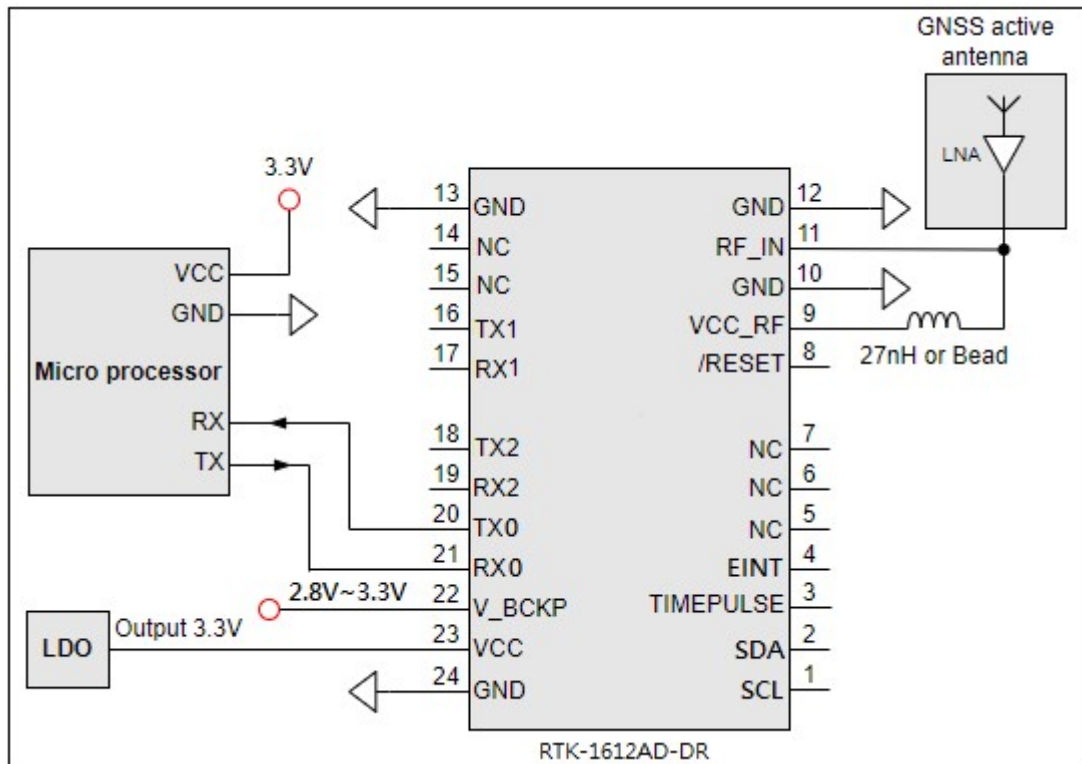 GNSS active
antenna
LNA
3.3V
VCC
GND
Micro processor
RX
TX
13 GND
14 NC
15 NC
16 TX1
17 RX1
18 TX2
19 RX2
20 TX0
21 RX0
2.8V~3.3V 22 V_BCKP
LDO Output 3.3V 23 VCC
24 GND
GND 12
RF_IN 11
GND 10
VCC_RF 9
27nH or Bead
/RESET 8
NC 7
NC 6
NC 5
EINT 4
TIMEPULSE 3
SDA 2
SCL 1
RTK-1612AD-DR